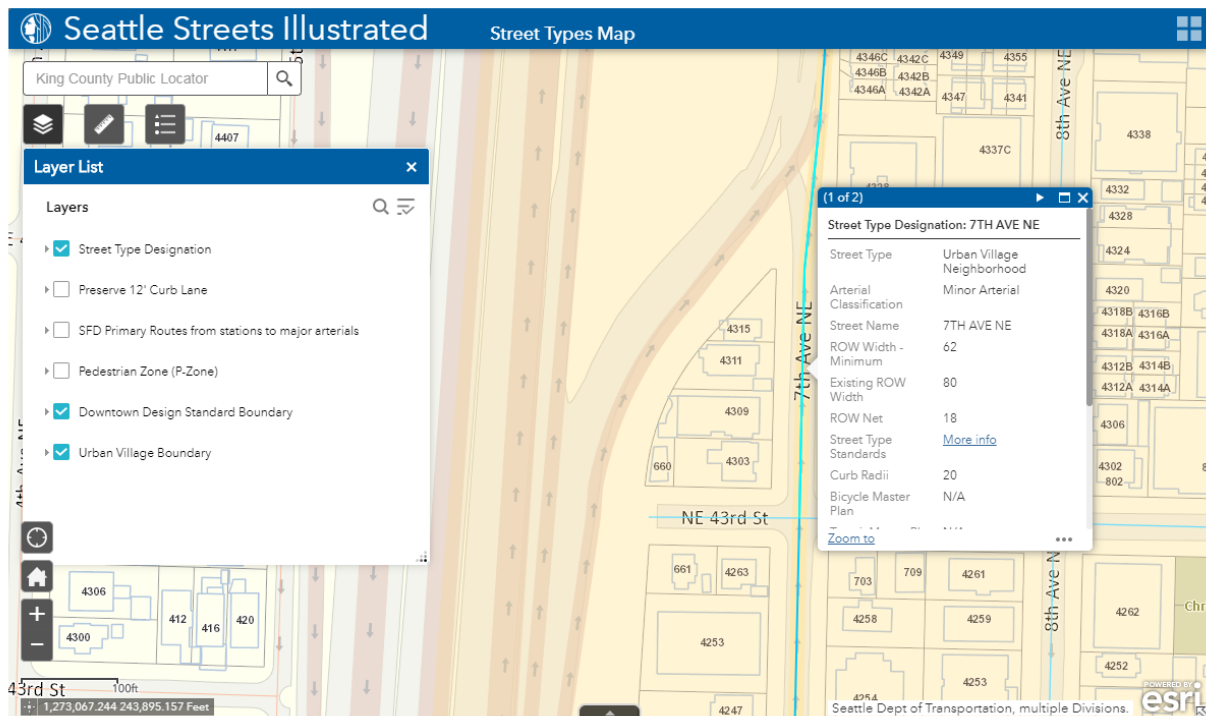 Seattle Streets Illustrated
Street Types Map
King County Public Locator
Layer List
Layers
Street Type Designation
Preserve 12' Curb Lane
SFD Primary Routes from stations to major arterials
Pedestrian Zone (P-Zone)
Downtown Design Standard Boundary
Urban Village Boundary
(1 of 2)
Street Type Designation: 7TH AVE NE
Street Type Urban Village
Neighborhood
Arterial Minor Arterial
Classification
Street Name 7TH AVE NE
ROW Width - 62
Minimum
Existing ROW 80
Width
ROW Net 18
Street Type More info
Standards
Curb Radii 20
Bicycle Master N/A
Plan
Zoom to
4407
4346C 4342C 4349 4355
4346B 4342B
4346A 4342A 4347 4341
4337C
8th Ave NE
4338
4332
4328
4324
4320
4318B 4316B
4318A 4316A
4312B 4314B
4312A 4314A
4306
4302
802
4315
4311
4309
4303
660
7th Ave NE
NE 43rd St
661
4263
4253
4247
703
709
4261
4258
4259
4262
4252
4253
8th Ave N
4306
412
416
420
4300
43rd St
100ft
1,273,067.244 243,895.157 Feet
Seattle Dept of Transportation, multiple Divisions.
POWERED BY
esri